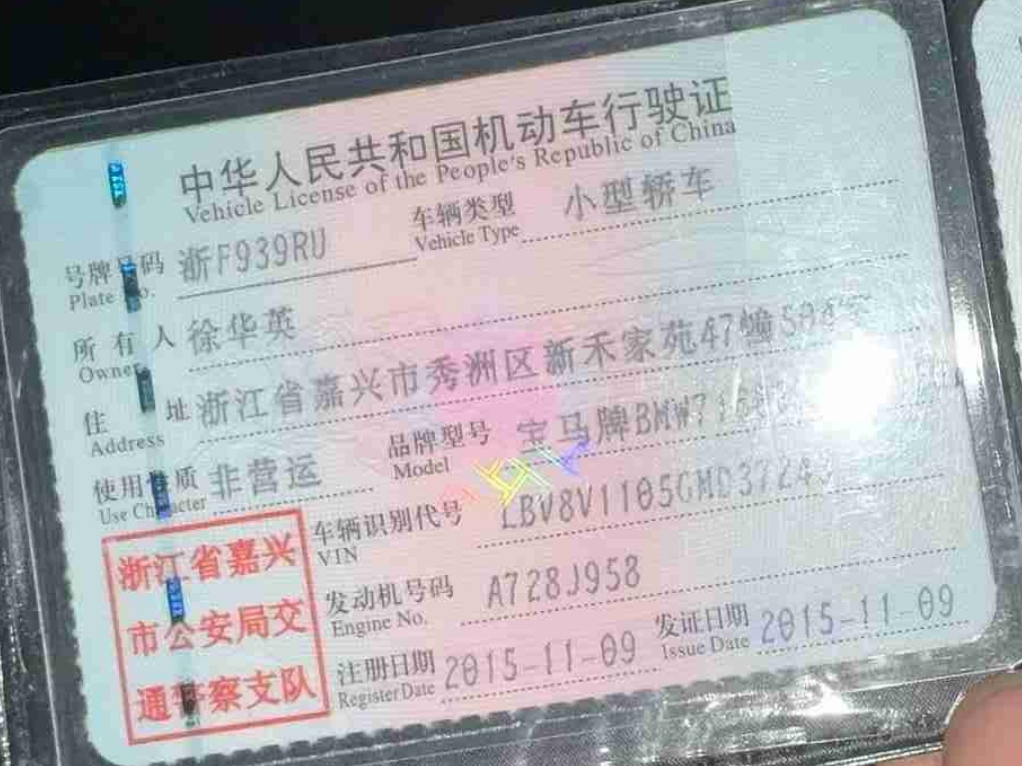 中华人民共和国机动车行驶证
Vehicle License of the People's Republic of China
号牌号码 浙F939RU 车辆类型 小型轿车
Plate No. Vehicle Type
所有人 徐华英
Owner
住址 浙江省嘉兴市秀洲区新禾家苑47幢
Address
使用性质 非营运 品牌型号 宝马牌
Use Character Model
车辆识别代号
VIN
发动机号码 A728J958
Engine No.
注册日期 2015-11-09 发证日期 2015-11-09
Register Date Issue Date
浙江省嘉兴
市公安局交
通警察支队